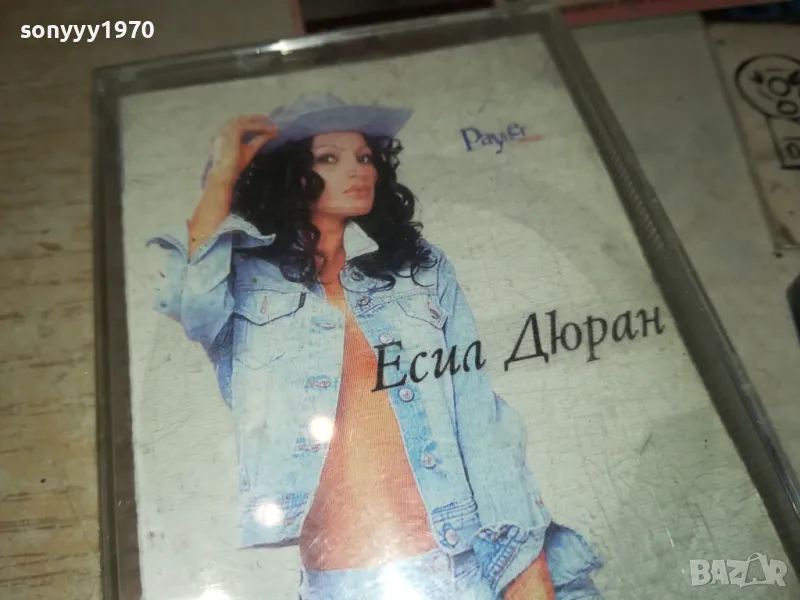 sonyyy1970
Payner
Есил Дюран
BAZAR